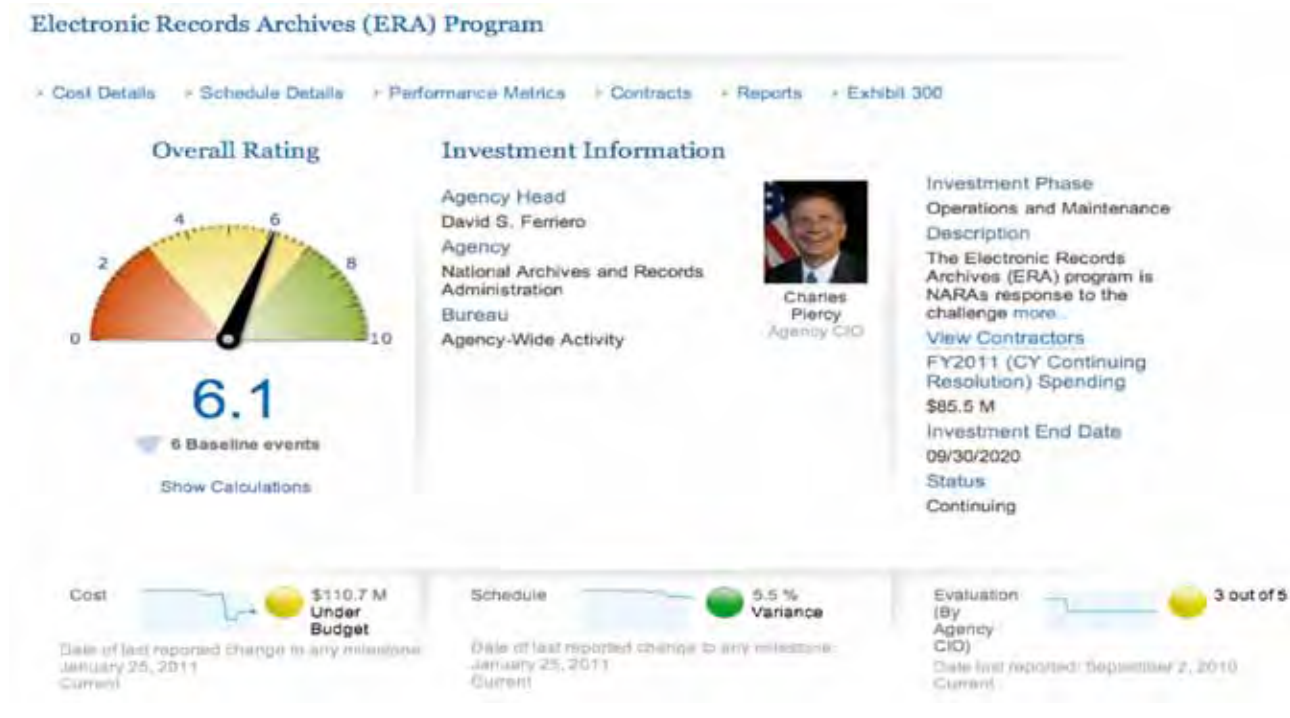 Electronic Records Archives (ERA) Program
Cost Details Schedule Details Performance Metrics Contracts Reports Exhibit 300
Overall Rating
0
2
4
6
8
10
6.1
6 Baseline events
Show Calculations
Investment Information
Agency Head
David S. Ferriero
Agency
National Archives and Records
Administration
Bureau
Agency-Wide Activity
Charles
Piercy
Agency CIO
Investment Phase
Operations and Maintenance
Description
The Electronic Records
Archives (ERA) program is
NARAs response to the
challenge more..
View Contractors
FY2011 (CY Continuing
Resolution) Spending
$85.5 M
Investment End Date
09/30/2020
Status
Continuing
Cost
$110.7 M
Under
Budget
Date of last reported change to any milestone:
January 25, 2011
Current
Schedule
5.5 %
Variance
Date of last reported change to any milestone:
January 25, 2011
Current
Evaluation
(By
Agency
CIO)
3 out of 5
Date last reported: September 2, 2010
Current